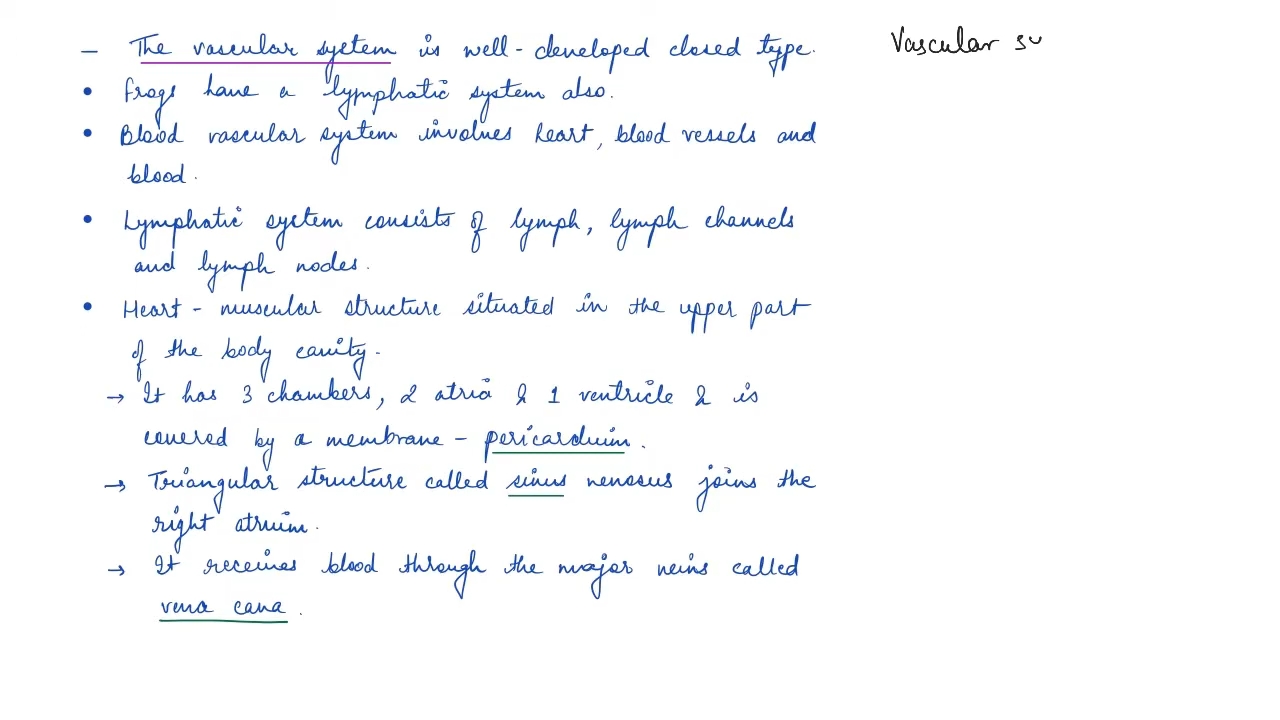 - The vascular system is well-developed closed type.
• Frogs have a lymphatic system also.
• Blood vascular system involves heart, blood vessels and
blood.
• Lymphatic system consists of lymph, lymph channels
and lymph nodes.
• Heart - muscular structure situated in the upper part
of the body cavity.
→ It has 3 chambers, 2 atria & 1 ventricle & is
covered by a membrane - pericardium.
→ Triangular structure called sinus venosus joins the
right atrium.
→ It receives blood through the major veins called
vena cava.
Vascular sy